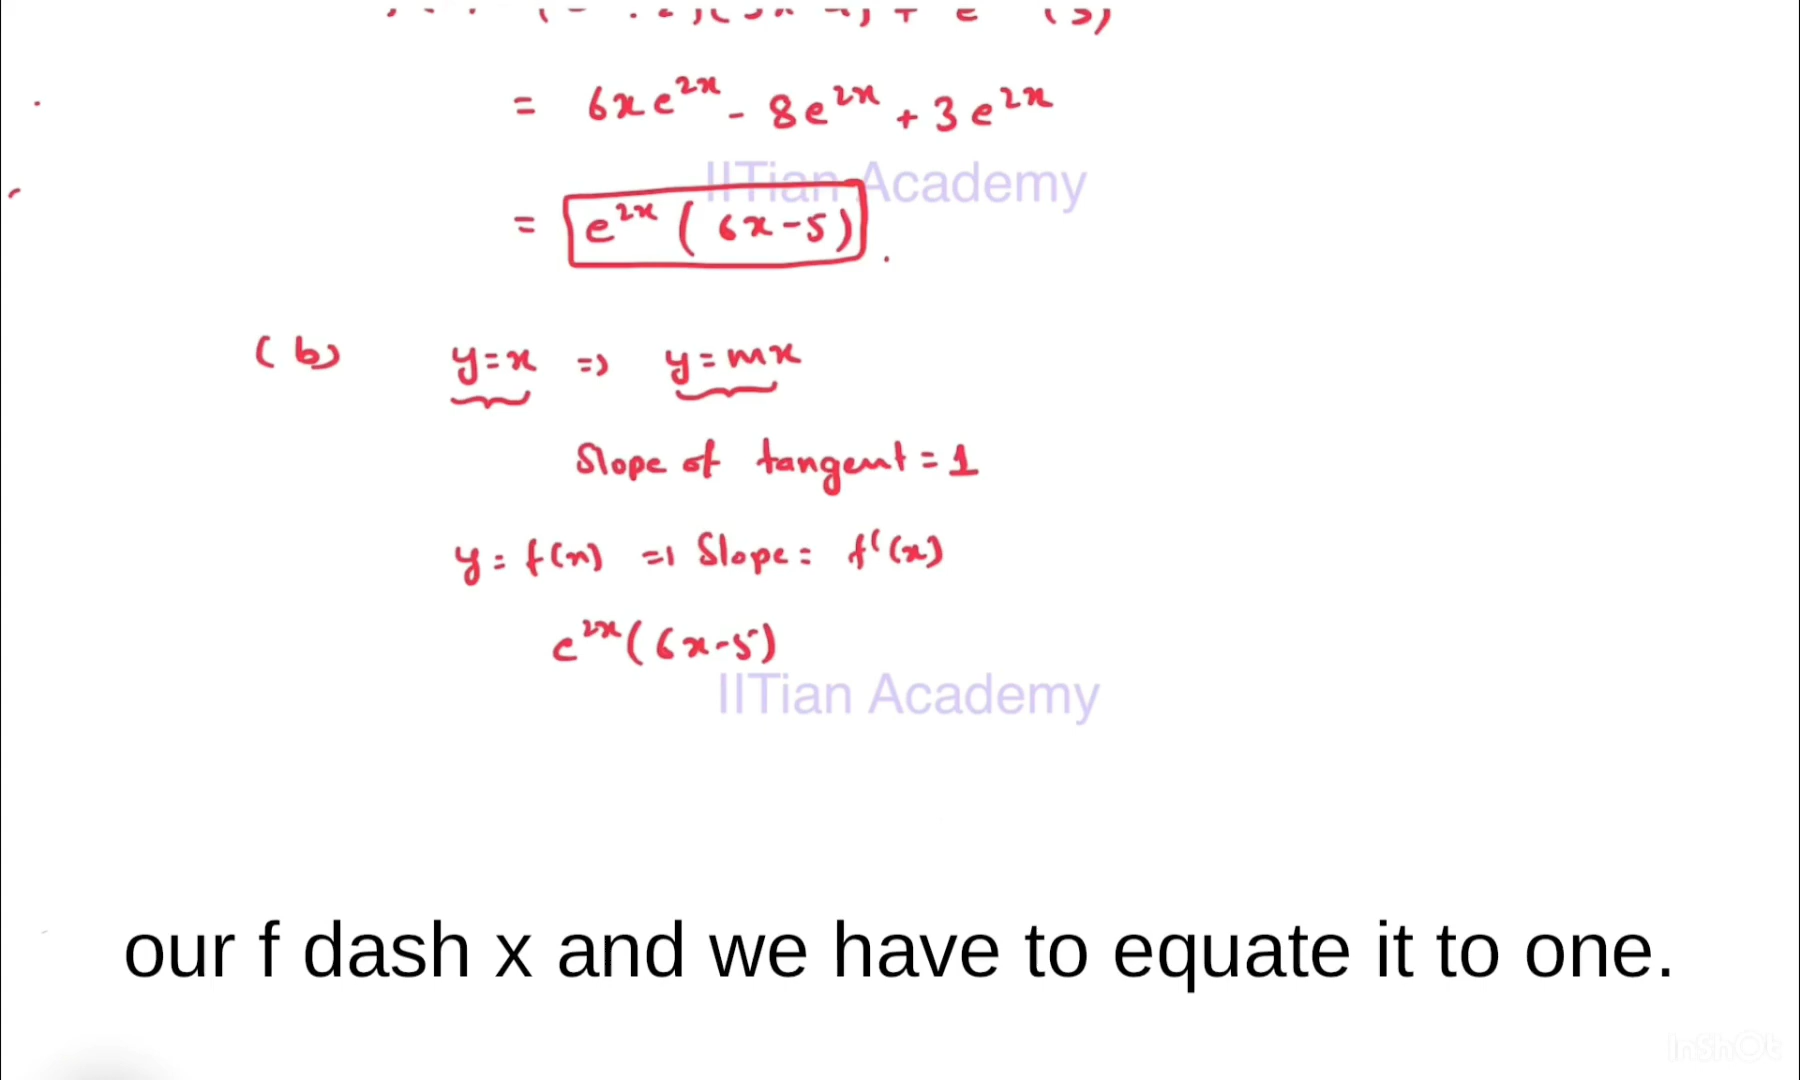 = 6xe^{2x} - 8e^{2x} + 3e^{2x}
IITian Academy
= e^{2x} ( 6x-5) .
(b) y=x => y=mx
Slope of tangent = 1
y = f(x) => Slope = f'(x)
e^{2x}(6x-5)
IITian Academy
our f dash x and we have to equate it to one.
InShOt